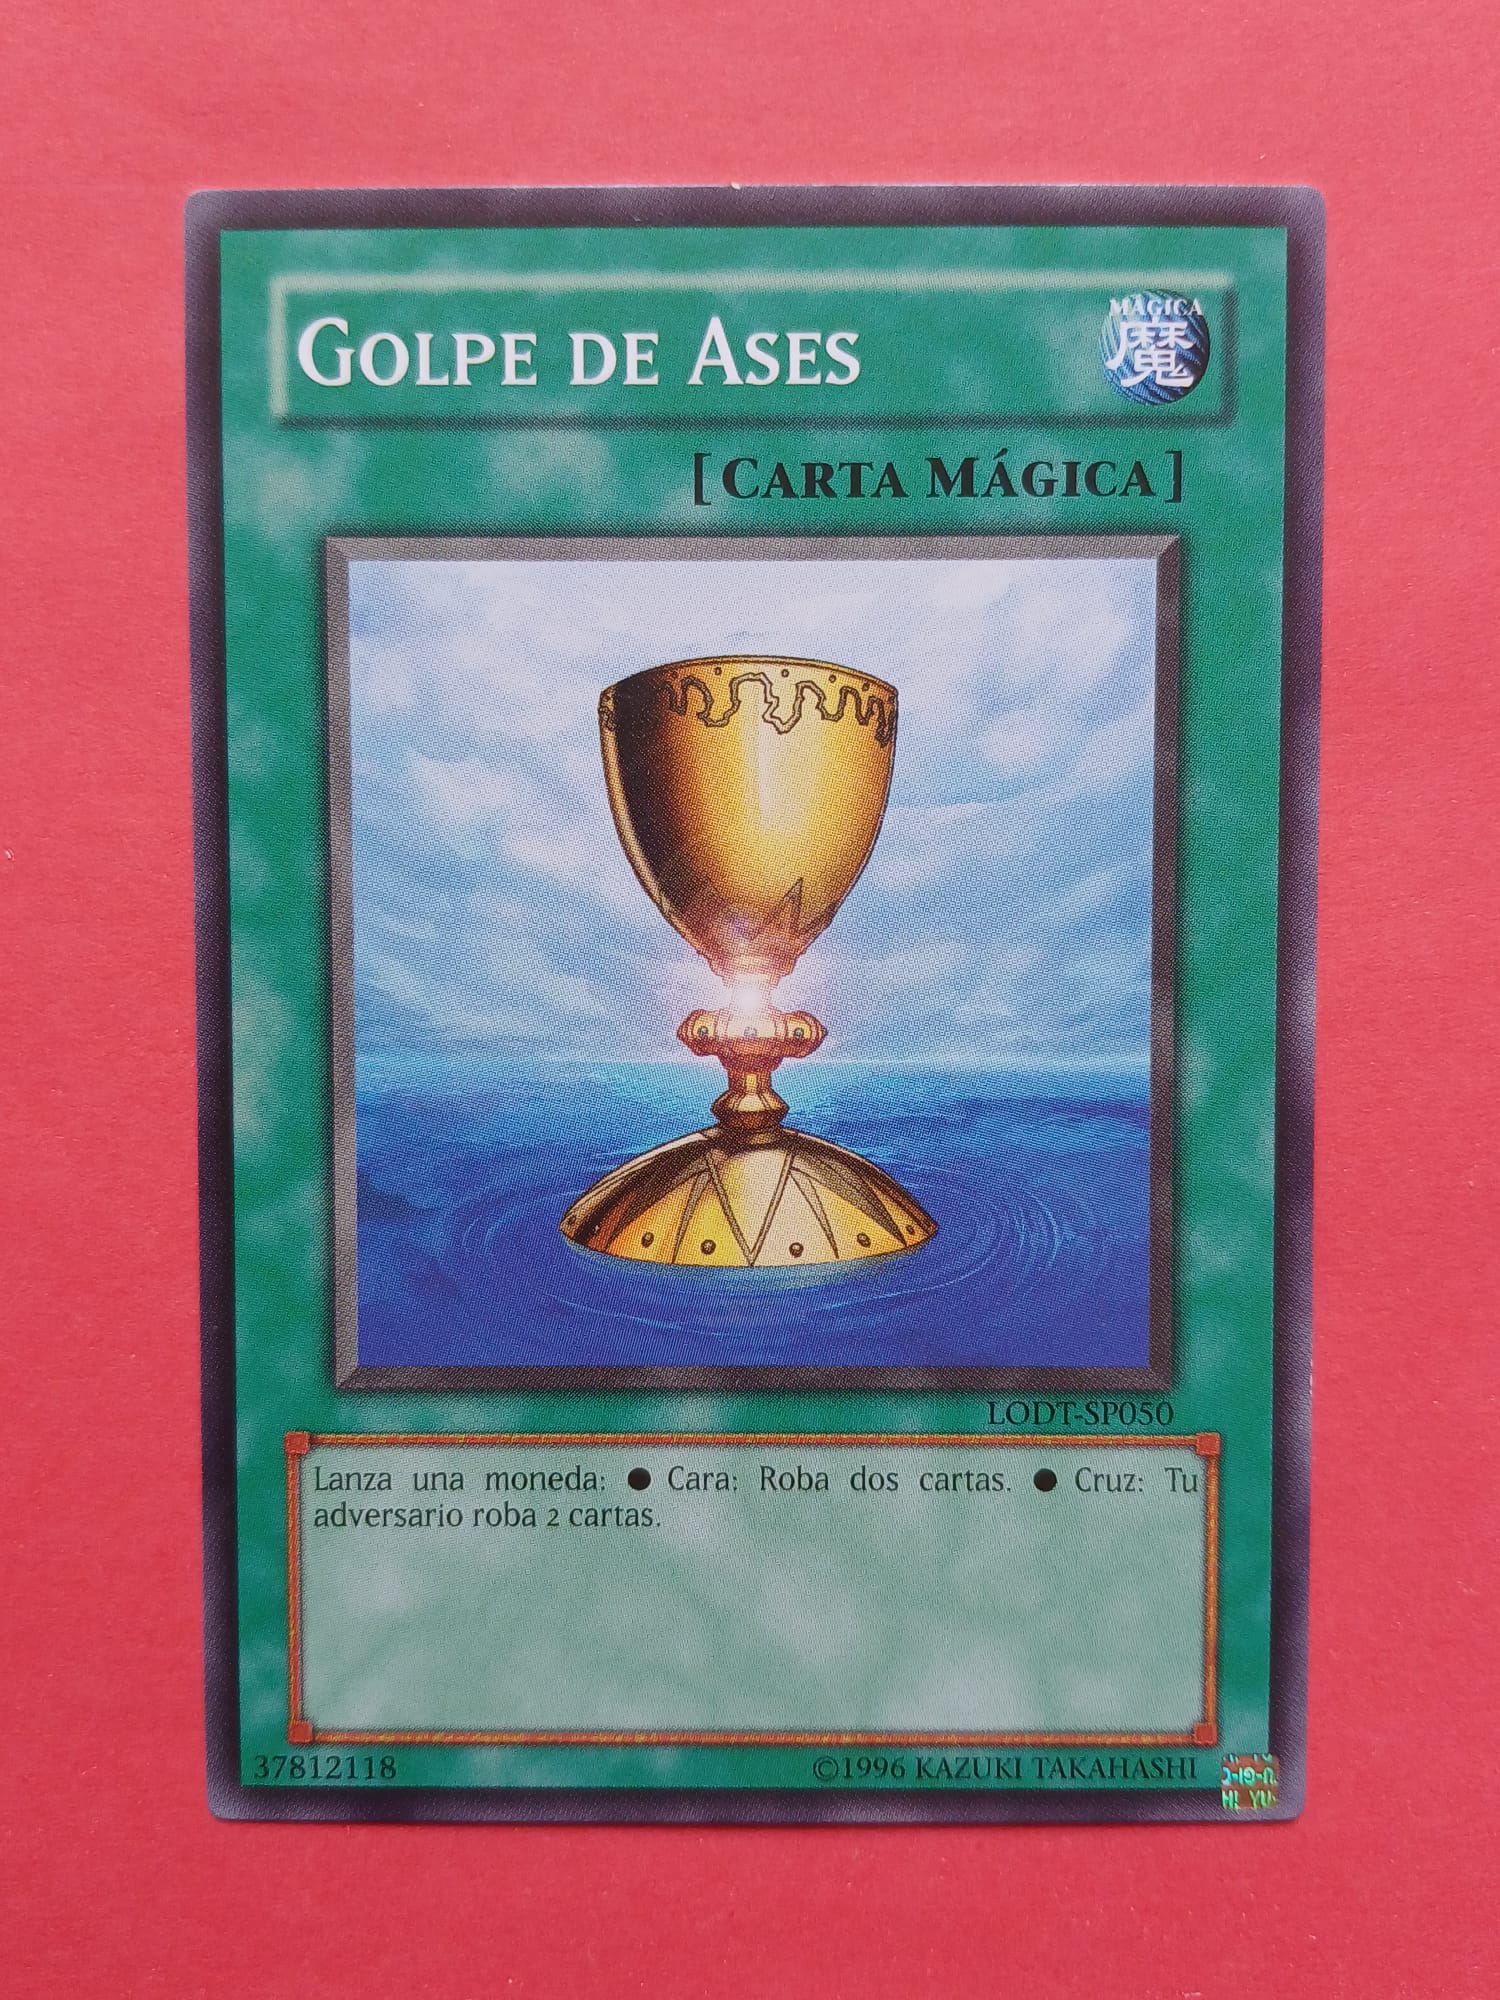 GOLPE DE ASES
MÁGICA
魔
[CARTA MÁGICA]
LODT-SP050
Lanza una moneda: ● Cara: Roba dos cartas. ● Cruz: Tu
adversario roba 2 cartas.
37812118
©1996 KAZUKI TAKAHASHI